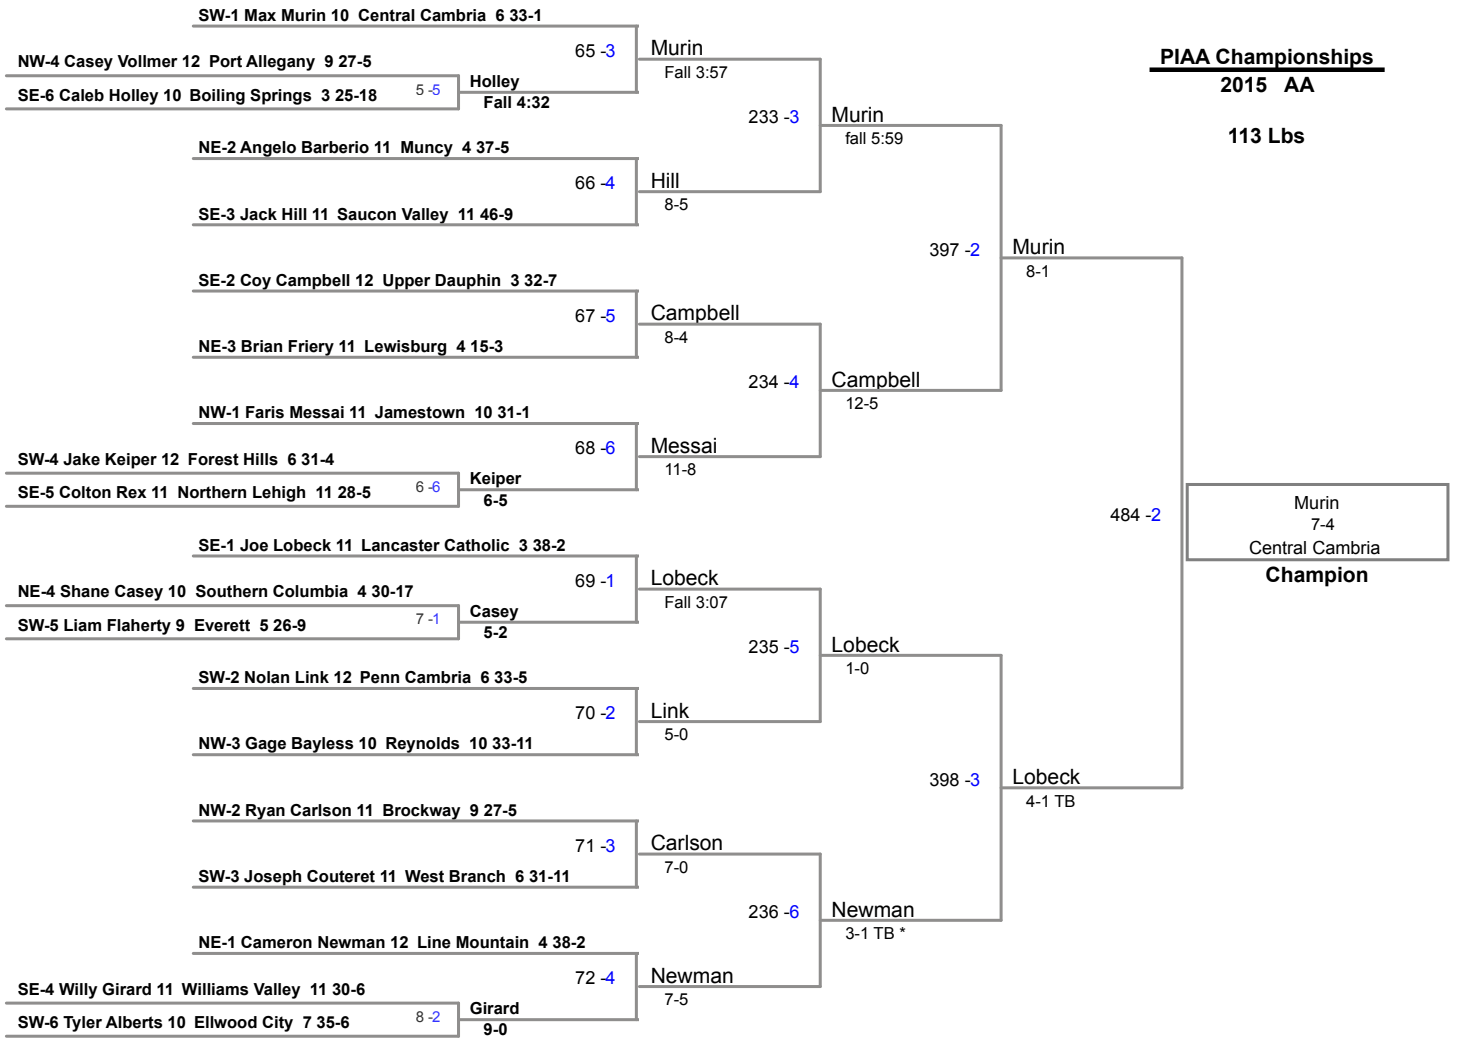 SW-1 Max Murin 10 Central Cambria 6 33-1
65 -3
Murin
Fall 3:57
NW-4 Casey Vollmer 12 Port Allegany 9 27-5
SE-6 Caleb Holley 10 Boiling Springs 3 25-18
5 -5
Holley
Fall 4:32
PIAA Championships
2015 AA
113 Lbs
233 -3
Murin
fall 5:59
NE-2 Angelo Barberio 11 Muncy 4 37-5
66 -4
Hill
8-5
SE-3 Jack Hill 11 Saucon Valley 11 46-9
397 -2
Murin
8-1
SE-2 Coy Campbell 12 Upper Dauphin 3 32-7
67 -5
Campbell
8-4
NE-3 Brian Friery 11 Lewisburg 4 15-3
234 -4
Campbell
12-5
NW-1 Faris Messai 11 Jamestown 10 31-1
68 -6
Messai
11-8
SW-4 Jake Keiper 12 Forest Hills 6 31-4
SE-5 Colton Rex 11 Northern Lehigh 11 28-5
6 -6
Keiper
6-5
484 -2
Murin
7-4
Central Cambria
Champion
SE-1 Joe Lobeck 11 Lancaster Catholic 3 38-2
69 -1
Lobeck
Fall 3:07
NE-4 Shane Casey 10 Southern Columbia 4 30-17
SW-5 Liam Flaherty 9 Everett 5 26-9
7 -1
Casey
5-2
235 -5
Lobeck
1-0
SW-2 Nolan Link 12 Penn Cambria 6 33-5
70 -2
Link
5-0
NW-3 Gage Bayless 10 Reynolds 10 33-11
398 -3
Lobeck
4-1 TB
NW-2 Ryan Carlson 11 Brockway 9 27-5
71 -3
Carlson
7-0
SW-3 Joseph Couteret 11 West Branch 6 31-11
236 -6
Newman
3-1 TB *
NE-1 Cameron Newman 12 Line Mountain 4 38-2
72 -4
Newman
7-5
SE-4 Willy Girard 11 Williams Valley 11 30-6
SW-6 Tyler Alberts 10 Ellwood City 7 35-6
8 -2
Girard
9-0